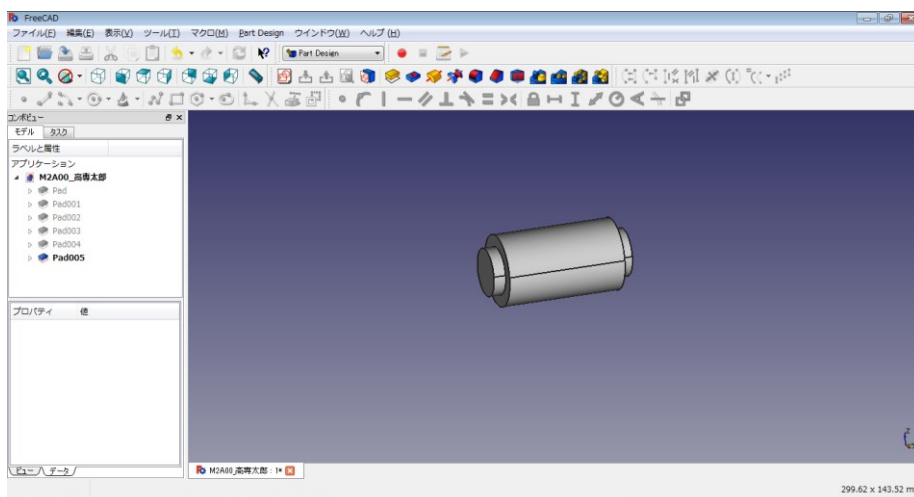 FreeCAD
ファイル(F) 編集(E) 表示(V) ツール(T) マクロ(M) Part Design ウインドウ(W) ヘルプ(H)
Part Design
コンボビュー
モデル タスク
ラベルと属性
アプリケーション
M2A00_高専太郎
Pad
Pad001
Pad002
Pad003
Pad004
Pad005
プロパティ 値
ビュー データ
M2A00_高専太郎 : 1*
299.62 x 143.52 m